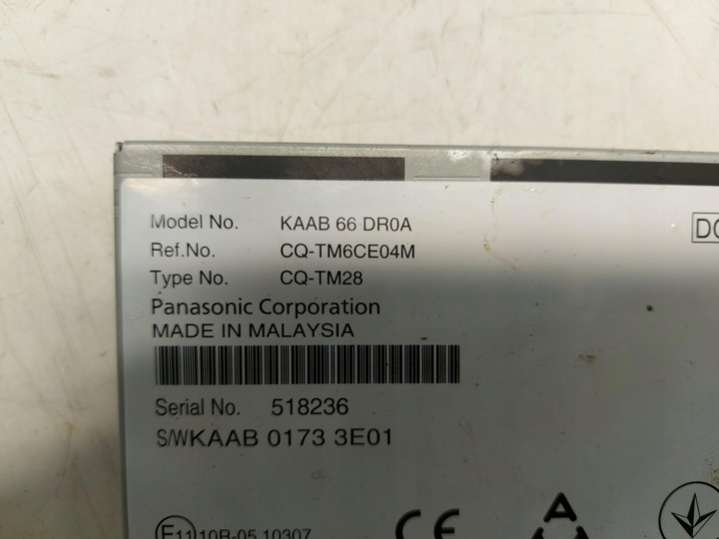 Model No. KAAB 66 DR0A
Ref.No. CQ-TM6CE04M
Type No. CQ-TM28
Panasonic Corporation
MADE IN MALAYSIA
Serial No. 518236
S/WKAAB 0173 3E01
E11 10R-05 10307
CE